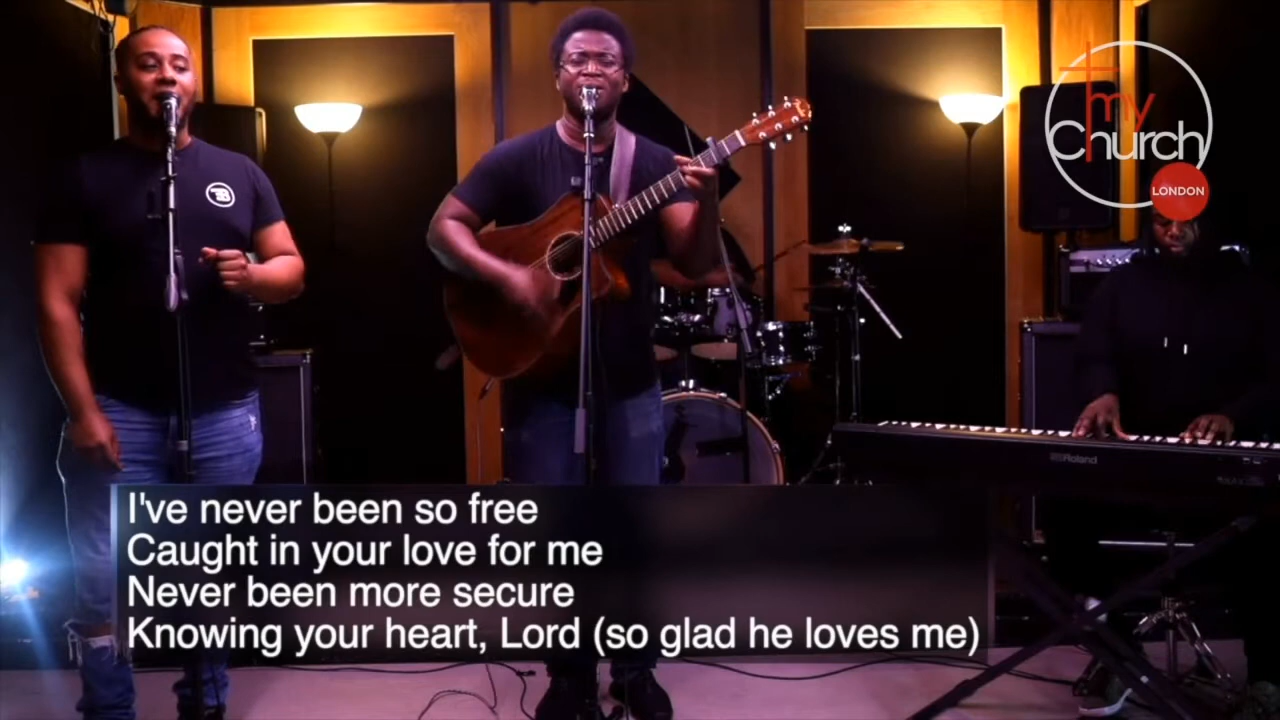 my
Church
LONDON
Roland
I've never been so free
Caught in your love for me
Never been more secure
Knowing your heart, Lord (so glad he loves me)